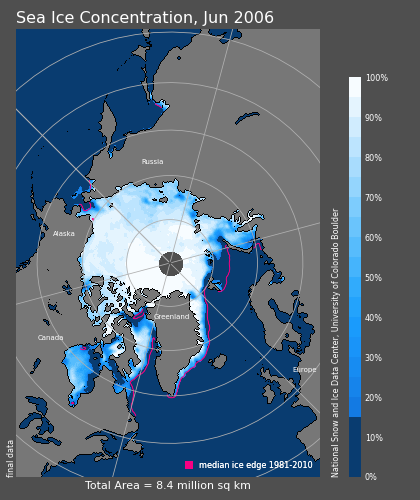 Sea Ice Concentration, Jun 2006
Russia
Alaska
Greenland
Canada
Europe
median ice edge 1981-2010
100%
90%
80%
70%
60%
50%
40%
30%
20%
10%
0%
National Snow and Ice Data Center, University of Colorado Boulder
final data
Total Area = 8.4 million sq km